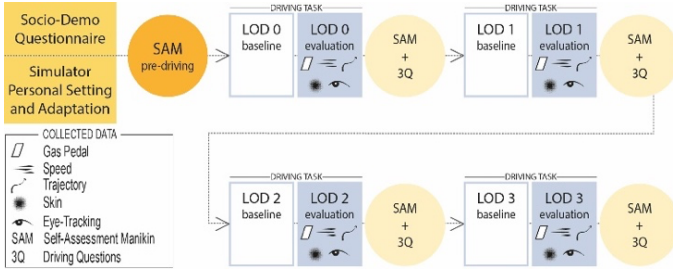 Socio-Demo
Questionnaire
Simulator
Personal Setting
and Adaptation
SAM
pre-driving
DRIVING TASK
LOD 0
baseline
LOD 0
evaluation
SAM
+
3Q
DRIVING TASK
LOD 1
baseline
LOD 1
evaluation
SAM
+
3Q
COLLECTED DATA
Gas Pedal
Speed
Trajectory
Skin
Eye-Tracking
SAM Self-Assessment Manikin
3Q Driving Questions
DRIVING TASK
LOD 2
baseline
LOD 2
evaluation
SAM
+
3Q
DRIVING TASK
LOD 3
baseline
LOD 3
evaluation
SAM
+
3Q